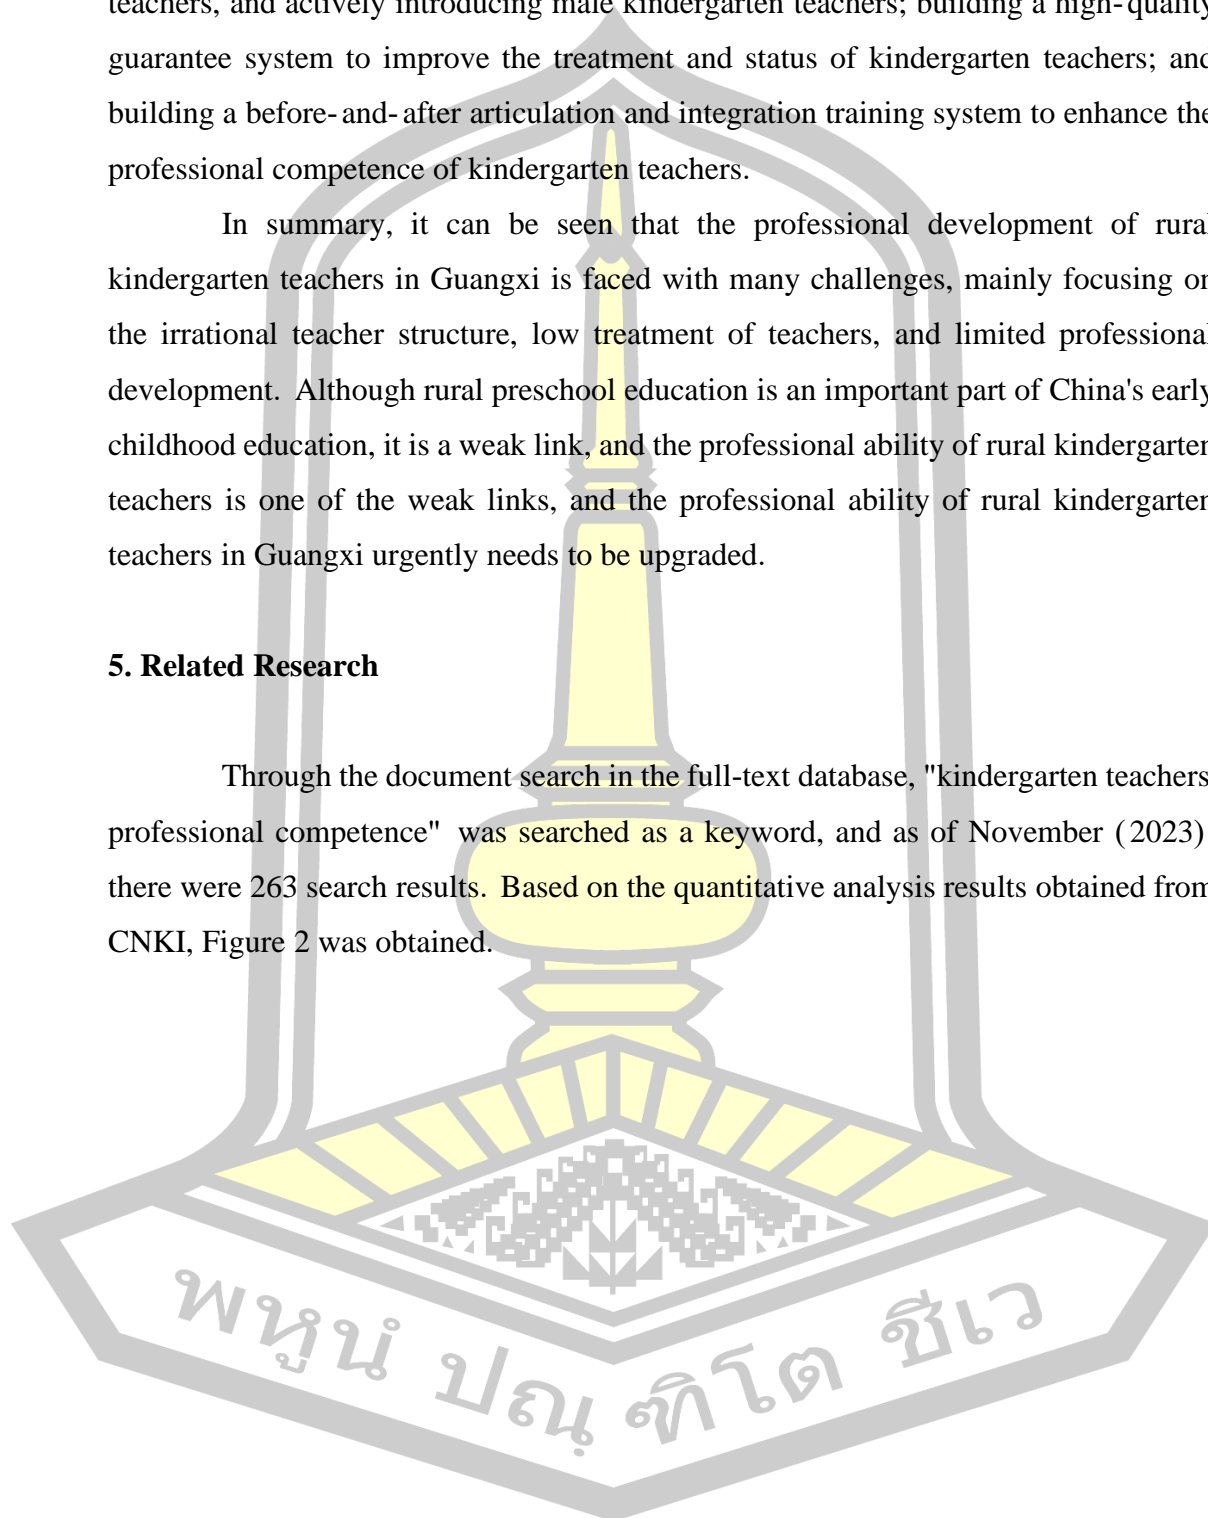 teachers, and actively introducing male kindergarten teachers; building a high-quality
guarantee system to improve the treatment and status of kindergarten teachers; and
building a before-and-after articulation and integration training system to enhance the
professional competence of kindergarten teachers.
In summary, it can be seen that the professional development of rural
kindergarten teachers in Guangxi is faced with many challenges, mainly focusing on
the irrational teacher structure, low treatment of teachers, and limited professional
development. Although rural preschool education is an important part of China's early
childhood education, it is a weak link, and the professional ability of rural kindergarten
teachers is one of the weak links, and the professional ability of rural kindergarten
teachers in Guangxi urgently needs to be upgraded.
5. Related Research
Through the document search in the full-text database, "kindergarten teachers
professional competence" was searched as a keyword, and as of November (2023)
there were 263 search results. Based on the quantitative analysis results obtained from
CNKI, Figure 2 was obtained.
พหูนํ ปณฺฑิโต ชีเว